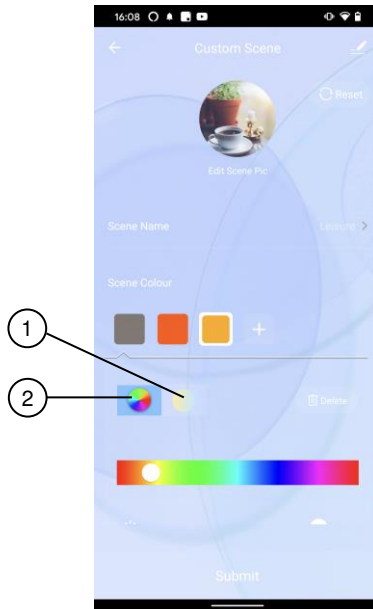 16:08
Custom Scene
Reset
Edit Scene Pic
Scene Name
Leisure >
Scene Colour
+
1
2
Delete
Submit